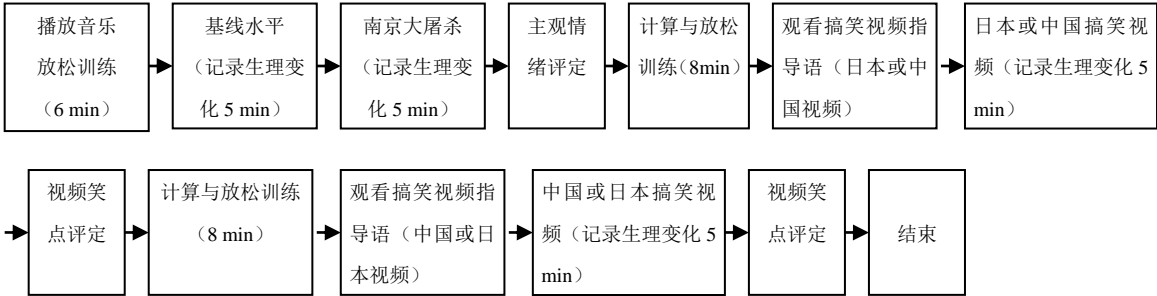 播放音乐
放松训练
（6 min）
基线水平
（记录生理变
化 5 min）
南京大屠杀
（记录生理变
化 5 min）
主观情
绪评定
计算与放松
训练（8min）
观看搞笑视频指
导语（日本或中
国视频）
日本或中国搞笑视
频（记录生理变化 5
min）
视频笑
点评定
计算与放松训练
（8 min）
观看搞笑视频指
导语（中国或日
本视频）
中国或日本搞笑视
频（记录生理变化 5
min）
视频笑
点评定
结束